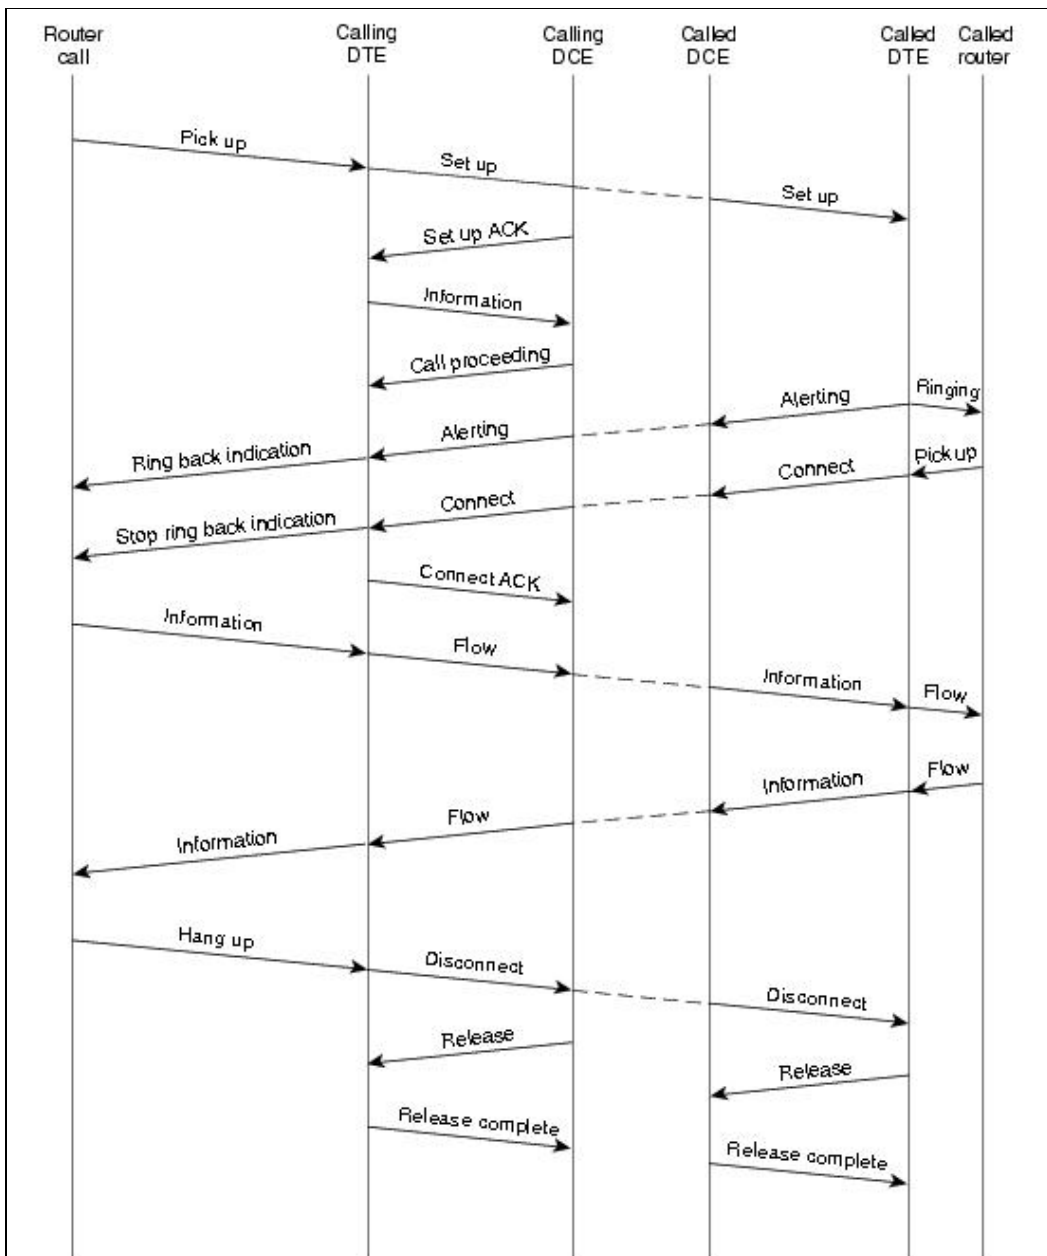 Router call
Calling DTE
Calling DCE
Called DCE
Called DTE
Called router
Pick up
Set up
Set up
Set up ACK
Information
Call proceeding
Alerting
Ringing
Alerting
Ring back indication
Pick up
Connect
Connect
Stop ring back indication
Connect ACK
Information
Flow
Information
Flow
Flow
Information
Flow
Information
Hang up
Disconnect
Disconnect
Release
Release
Release complete
Release complete